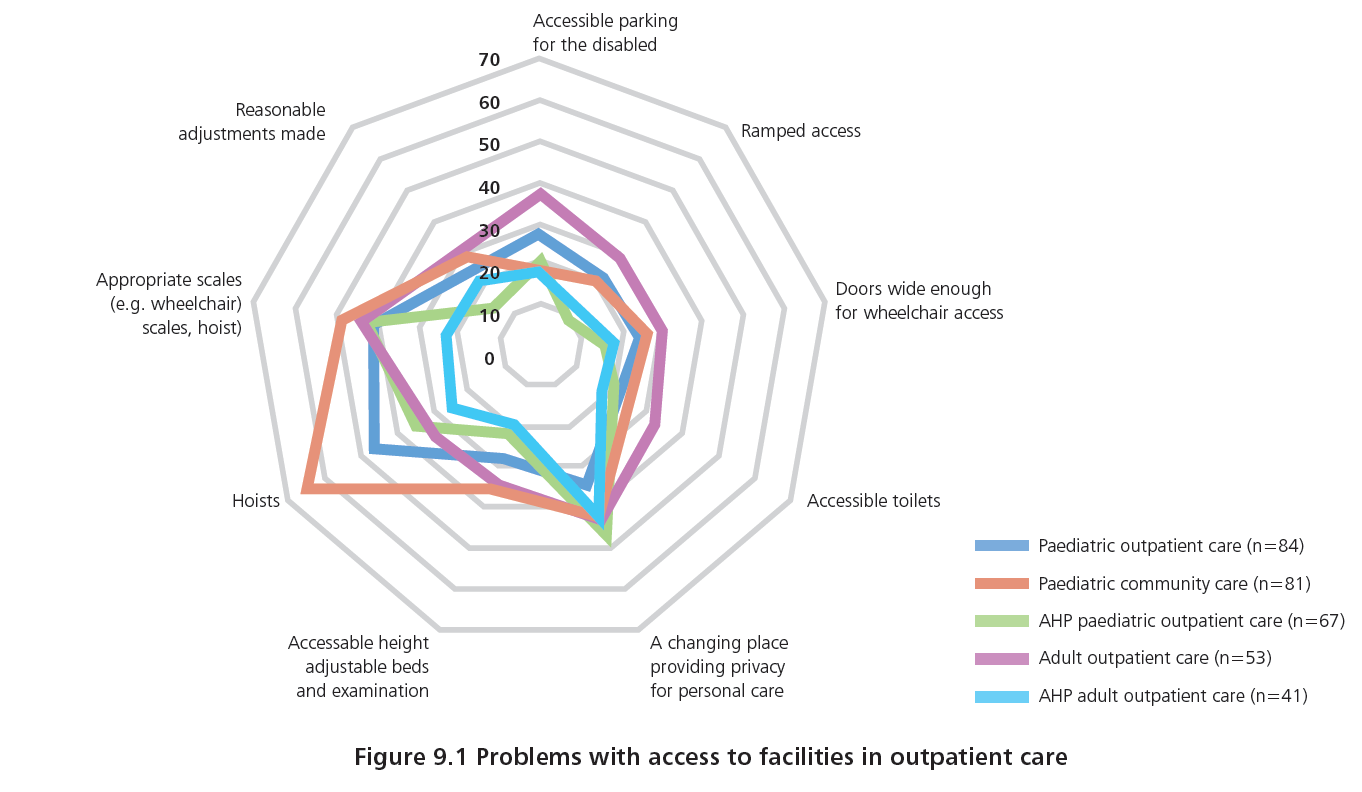 Accessible parking
for the disabled
70
60
50
40
30
20
10
0
Reasonable
adjustments made
Ramped access
Appropriate scales
(e.g. wheelchair)
scales, hoist)
Doors wide enough
for wheelchair access
Hoists
Accessible toilets
Accessable height
adjustable beds
and examination
A changing place
providing privacy
for personal care
Paediatric outpatient care (n=84)
Paediatric community care (n=81)
AHP paediatric outpatient care (n=67)
Adult outpatient care (n=53)
AHP adult outpatient care (n=41)
Figure 9.1 Problems with access to facilities in outpatient care